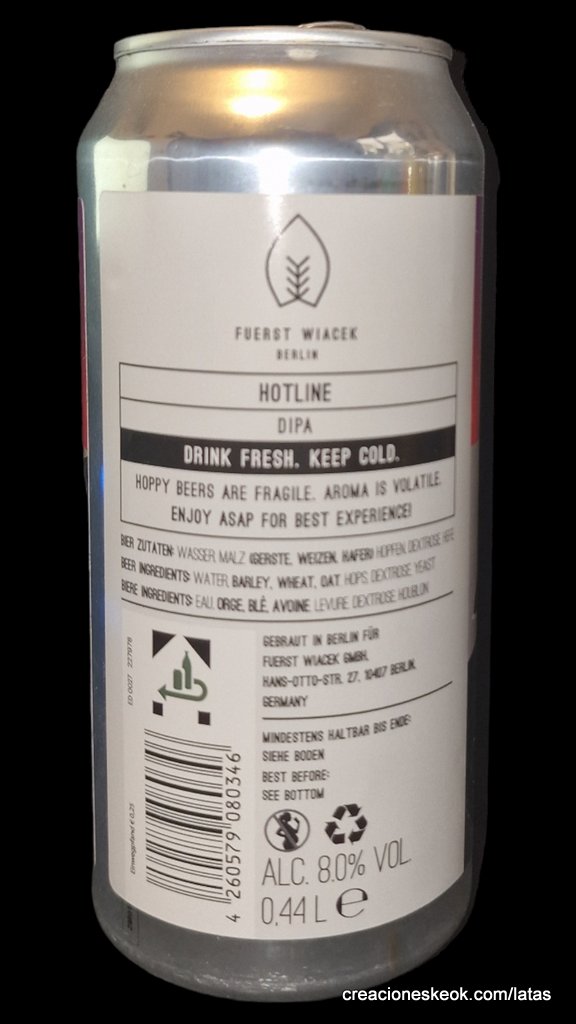 FUERST WIACEK
BERLIN
HOTLINE
DIPA
DRINK FRESH. KEEP COLD.
HOPPY BEERS ARE FRAGILE. AROMA IS VOLATILE.
ENJOY ASAP FOR BEST EXPERIENCE!
BIER ZUTATEN: WASSER, MALZ (GERSTE, WEIZEN, HAFER) HOPFEN, DEXTROSE, HEFE
BEER INGREDIENTS: WATER, BARLEY, WHEAT, OAT, HOPS, DEXTROSE, YEAST
BIERE INGREDIENTS: EAU, ORGE, BLÉ, AVOINE, LEVURE, DEXTROSE, HOUBLON
ED 0027 227978
Einwegpfand € 0,25
4 260579 080346
GEBRAUT IN BERLIN FÜR
FUERST WIACEK GMBH,
HANS-OTTO-STR. 27, 10407 BERLIN,
GERMANY
MINDESTENS HALTBAR BIS ENDE:
SIEHE BODEN
BEST BEFORE:
SEE BOTTOM
ALC. 8.0% VOL.
0,44 L ℮
creacioneskeok.com/latas